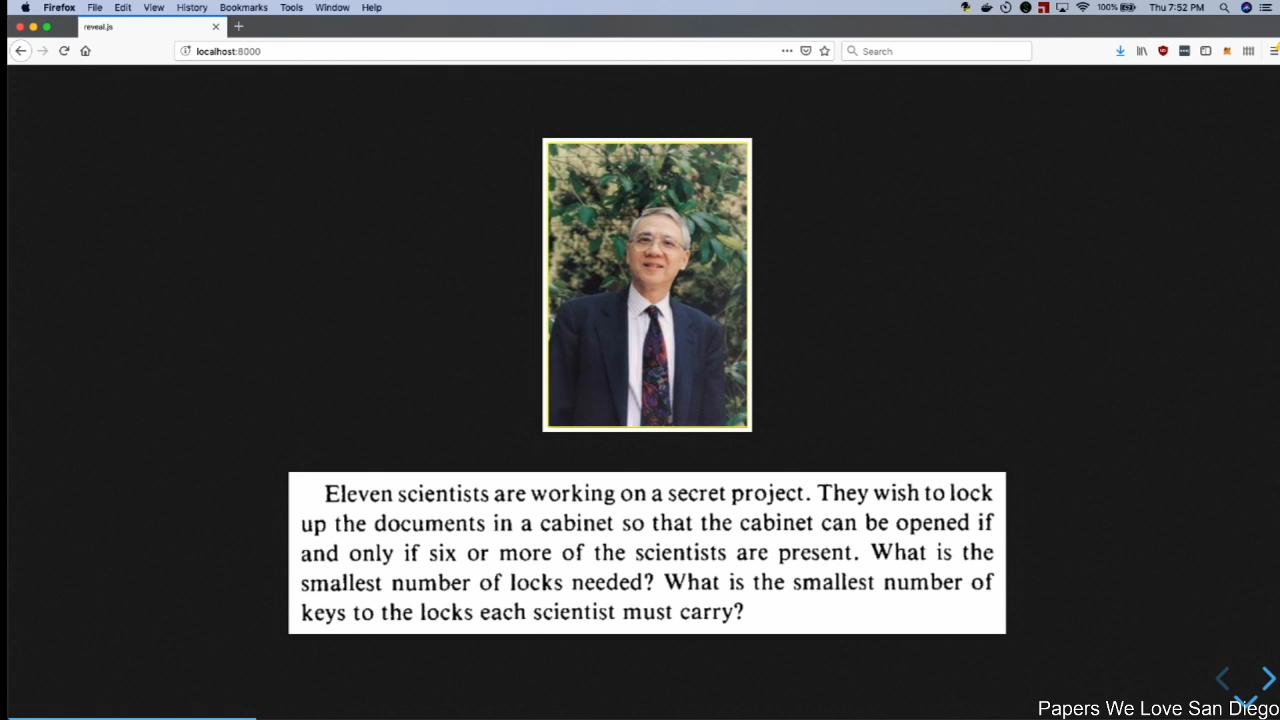 Firefox File Edit View History Bookmarks Tools Window Help 100% Thu 7:52 PM
reveal.js
localhost:8000 Search
Eleven scientists are working on a secret project. They wish to lock
up the documents in a cabinet so that the cabinet can be opened if
and only if six or more of the scientists are present. What is the
smallest number of locks needed? What is the smallest number of
keys to the locks each scientist must carry?
Papers We Love San Diego